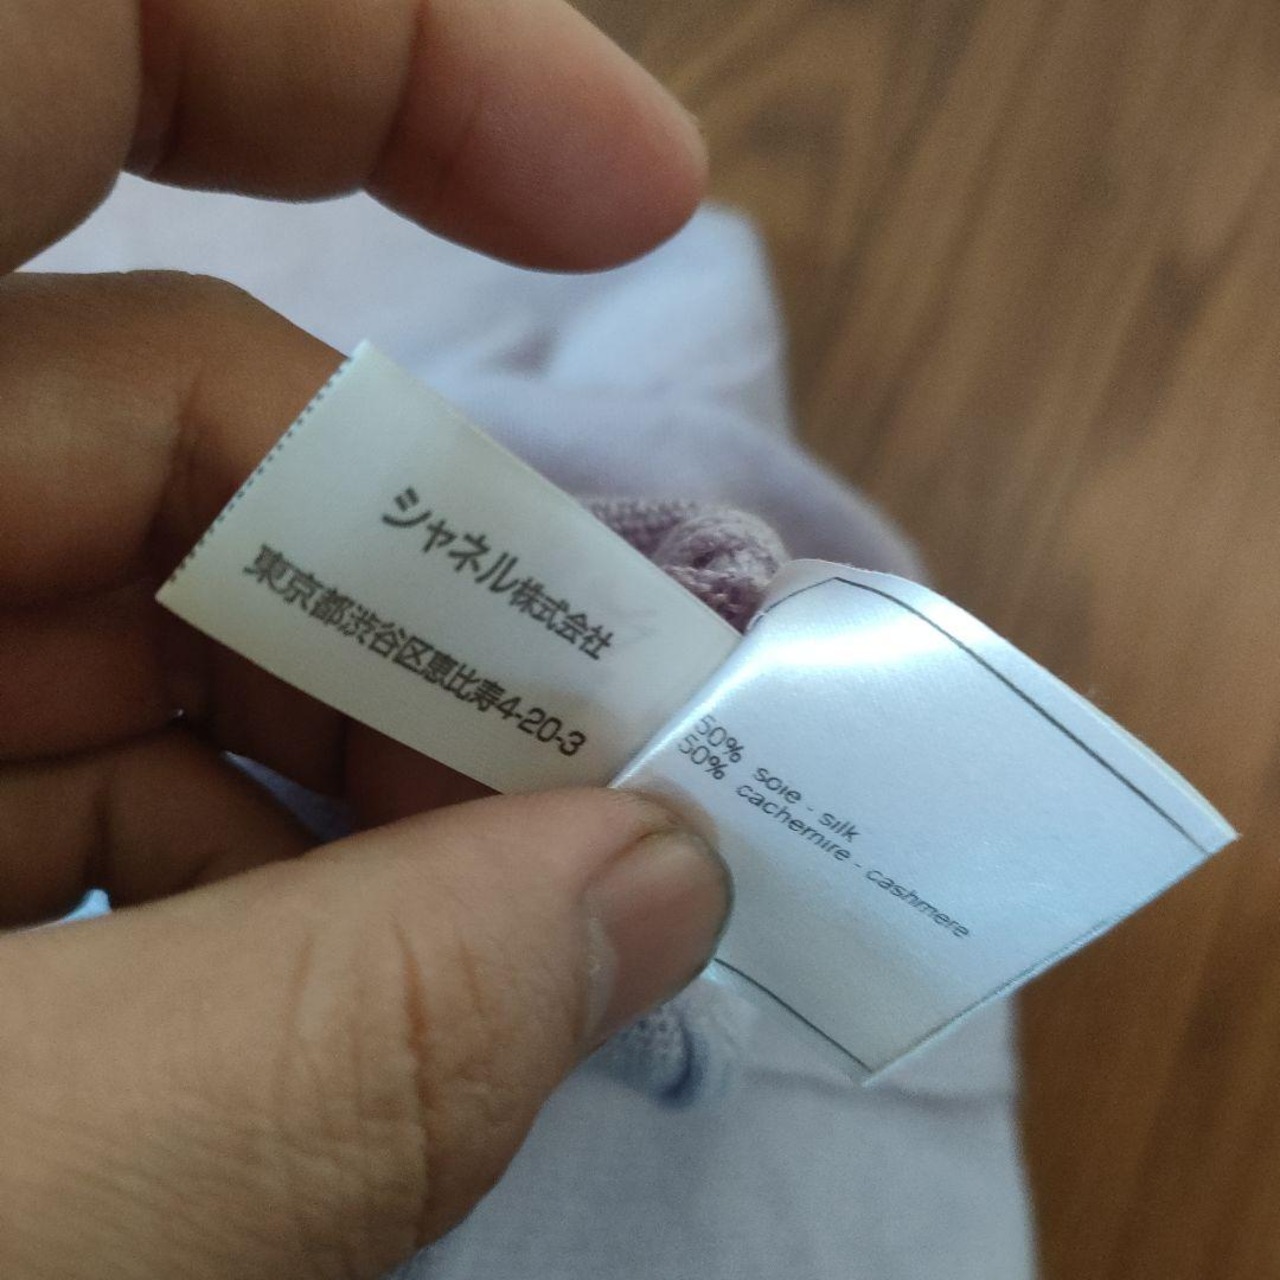 シャネル株式会社
東京都渋谷区恵比寿4-20-3
50% soie - silk
50% cachemire - cashmere